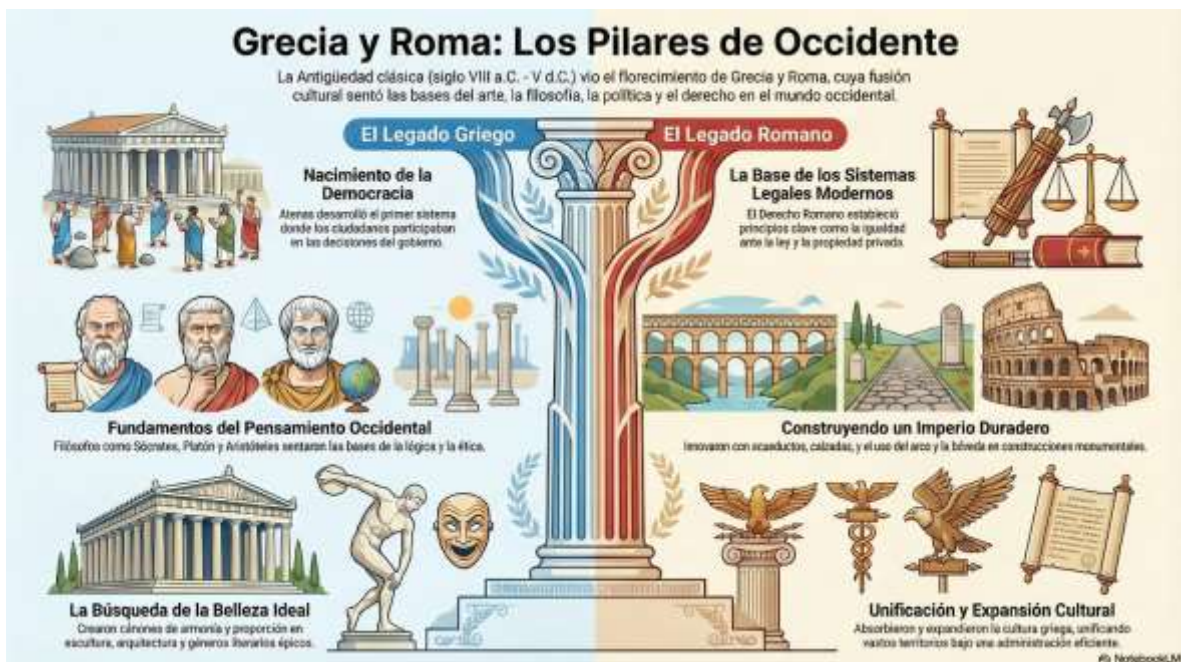 Grecia y Roma: Los Pilares de Occidente
La Antigüedad clásica (siglo VIII a.C. - V d.C.) vio el florecimiento de Grecia y Roma, cuya fusión
cultural sentó las bases del arte, la filosofía, la política y el derecho en el mundo occidental.
El Legado Griego
Nacimiento de la
Democracia
Atenas desarrolló el primer sistema
donde los ciudadanos participaban
en las decisiones del gobierno.
Fundamentos del Pensamiento Occidental
Filósofos como Sócrates, Platón y Aristóteles sentaron las bases de la lógica y la ética.
La Búsqueda de la Belleza Ideal
Crearon cánones de armonía y proporción en
escultura, arquitectura y géneros literarios épicos.
El Legado Romano
La Base de los Sistemas
Legales Modernos
El Derecho Romano estableció
principios clave como la igualdad
ante la ley y la propiedad privada.
Construyendo un Imperio Duradero
Innovaron con acueductos, calzadas, y el uso del arco y la bóveda en construcciones monumentales.
Unificación y Expansión Cultural
Absorbieron y expandieron la cultura griega, unificando
vastos territorios bajo una administración eficiente.
NotebookLM